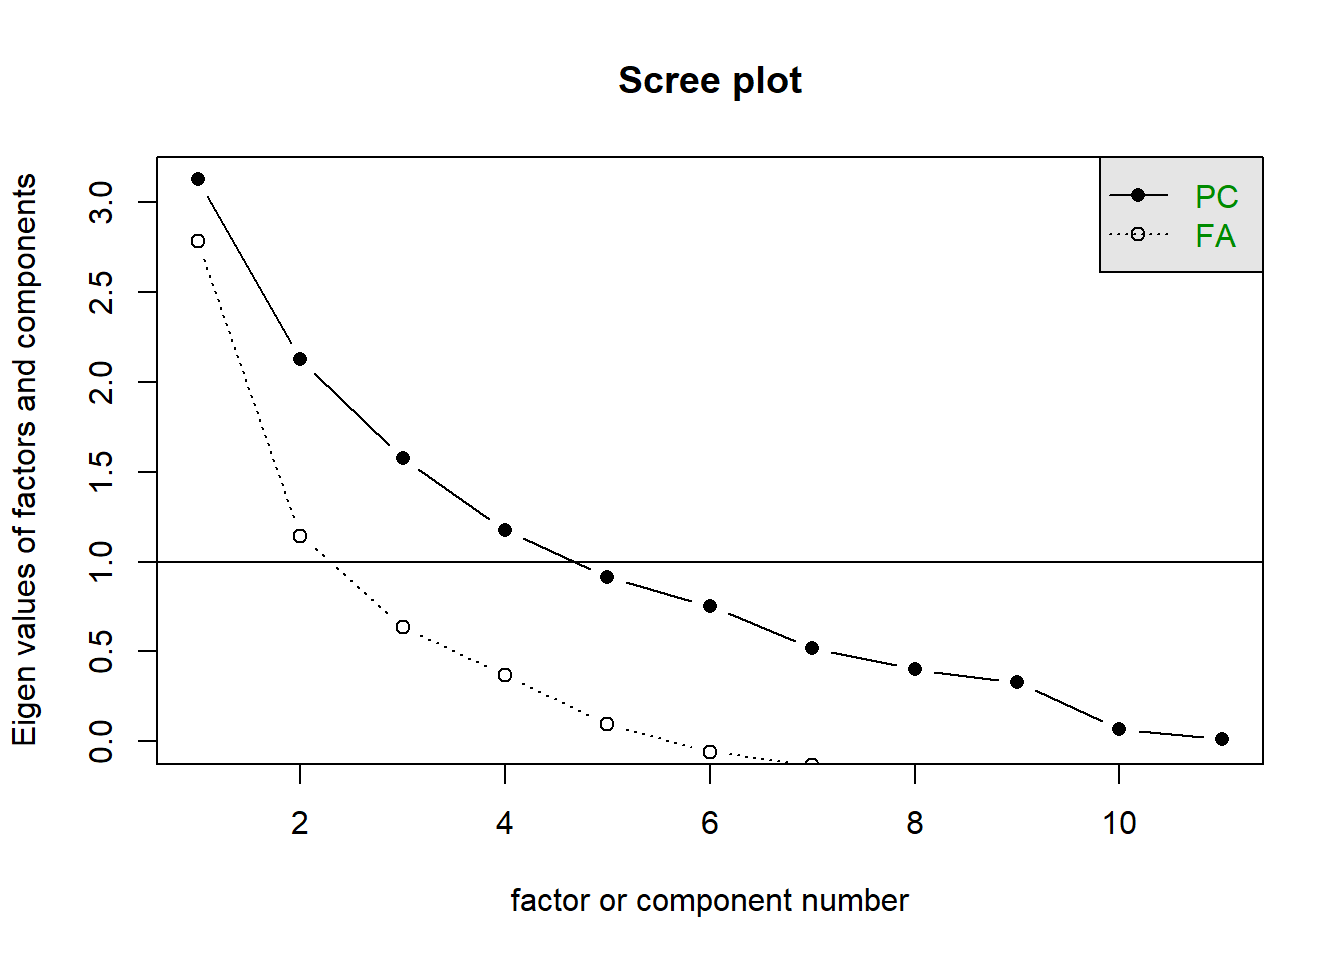 Scree plot
PC
FA
Eigen values of factors and components
3.0
2.5
2.0
1.5
1.0
0.5
0.0
2 4 6 8 10
factor or component number